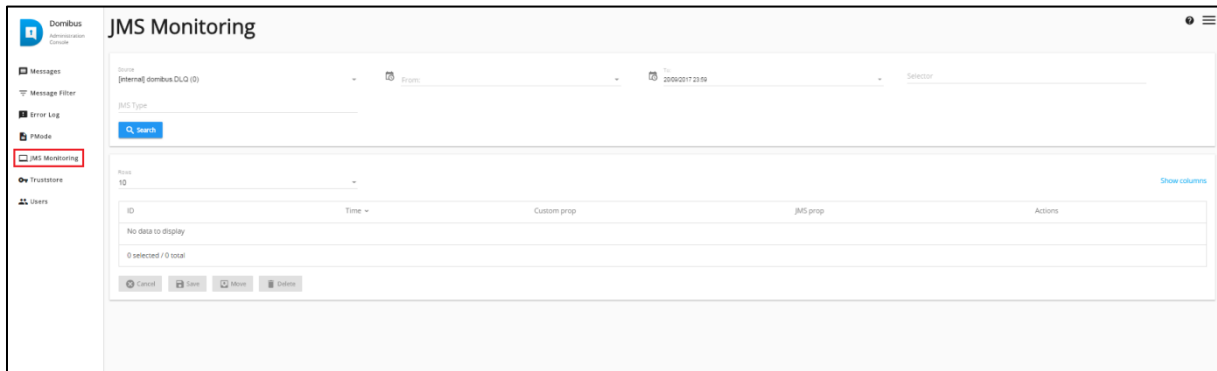 Domibus
Administration
Console
JMS Monitoring
Messages
Message Filter
Error Log
PMode
JMS Monitoring
Truststore
Users
Source
[internal] domibus.DLQ (0)
From:
To:
20/09/2017 23:59
Selector
JMS Type
Search
Rows
10
Show columns
ID Time Custom prop JMS prop Actions
No data to display
0 selected / 0 total
Cancel Save Move Delete